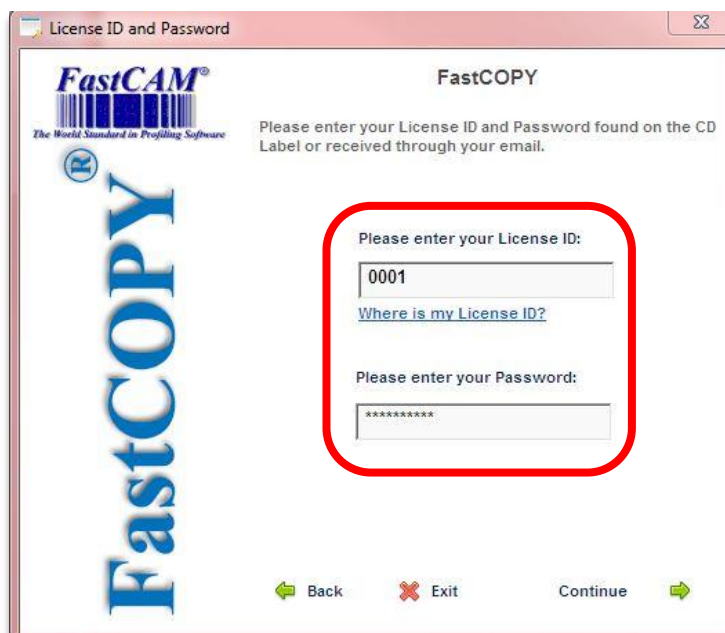 License ID and Password
FastCAM®
The World Standard in Profiling Software
FastCOPY®
FastCOPY
Please enter your License ID and Password found on the CD
Label or received through your email.
Please enter your License ID:
0001
Where is my License ID?
Please enter your Password:
**********
Back
Exit
Continue